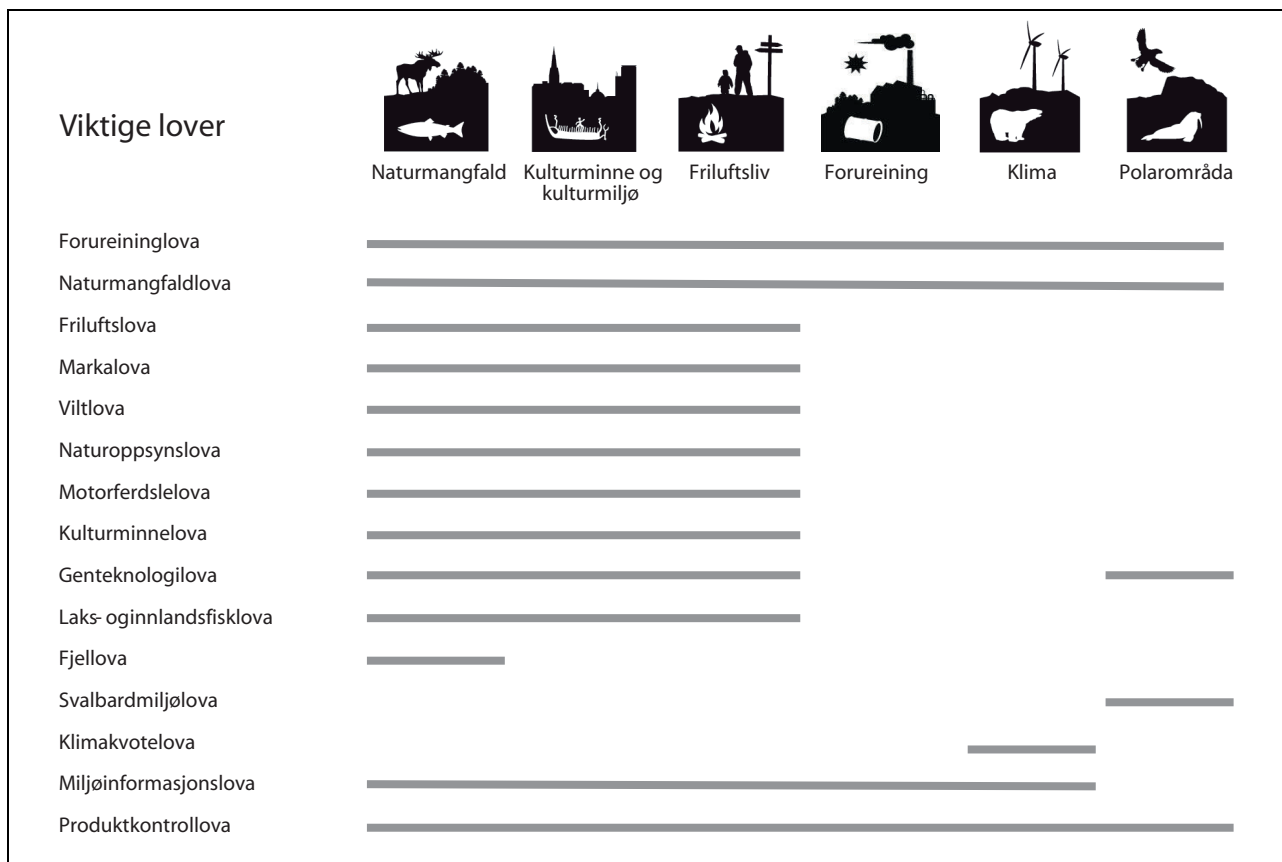 Viktige lover
Naturmangfald
Kulturminne og
kulturmiljø
Friluftsliv
Forureining
Klima
Polarområda
Forureininglova
Naturmangfaldlova
Friluftslova
Markalova
Viltlova
Naturoppsynslova
Motorferdslelova
Kulturminnelova
Genteknologilova
Laks- oginnlandsfisklova
Fjellova
Svalbardmiljølova
Klimakvotelova
Miljøinformasjonslova
Produktkontrollova